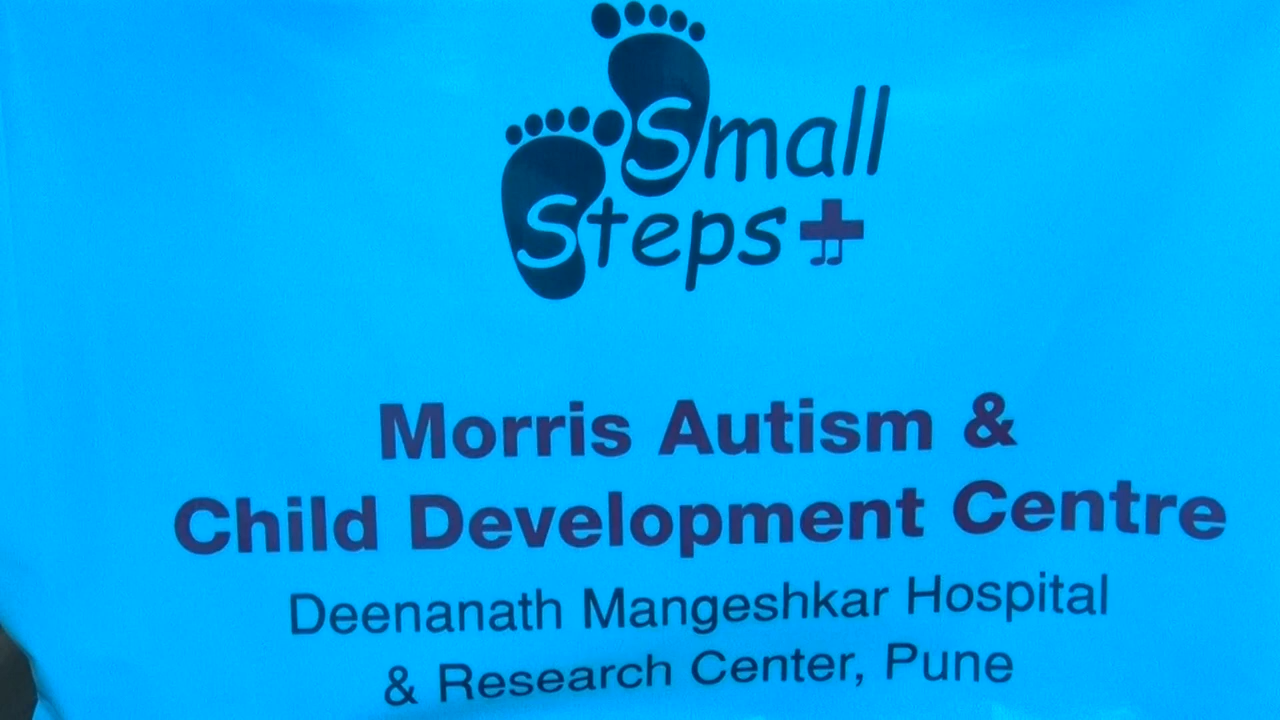 Small
Steps+
Morris Autism &
Child Development Centre
Deenanath Mangeshkar Hospital
& Research Center, Pune